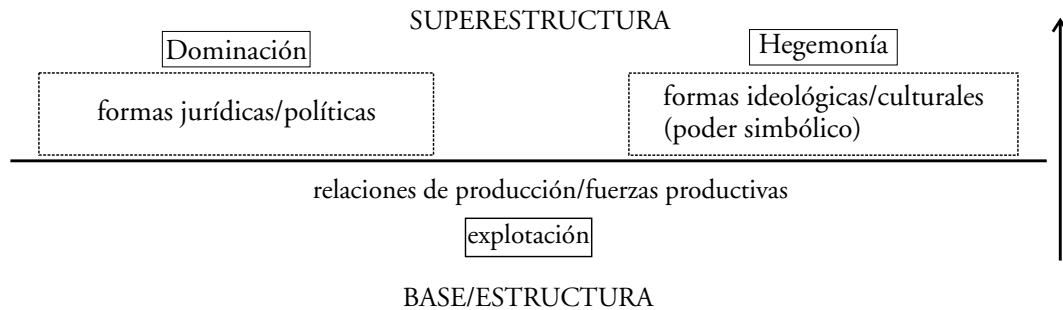 SUPERESTRUCTURA
Dominación
Hegemonía
formas jurídicas/políticas
formas ideológicas/culturales
(poder simbólico)
relaciones de producción/fuerzas productivas
explotación
BASE/ESTRUCTURA